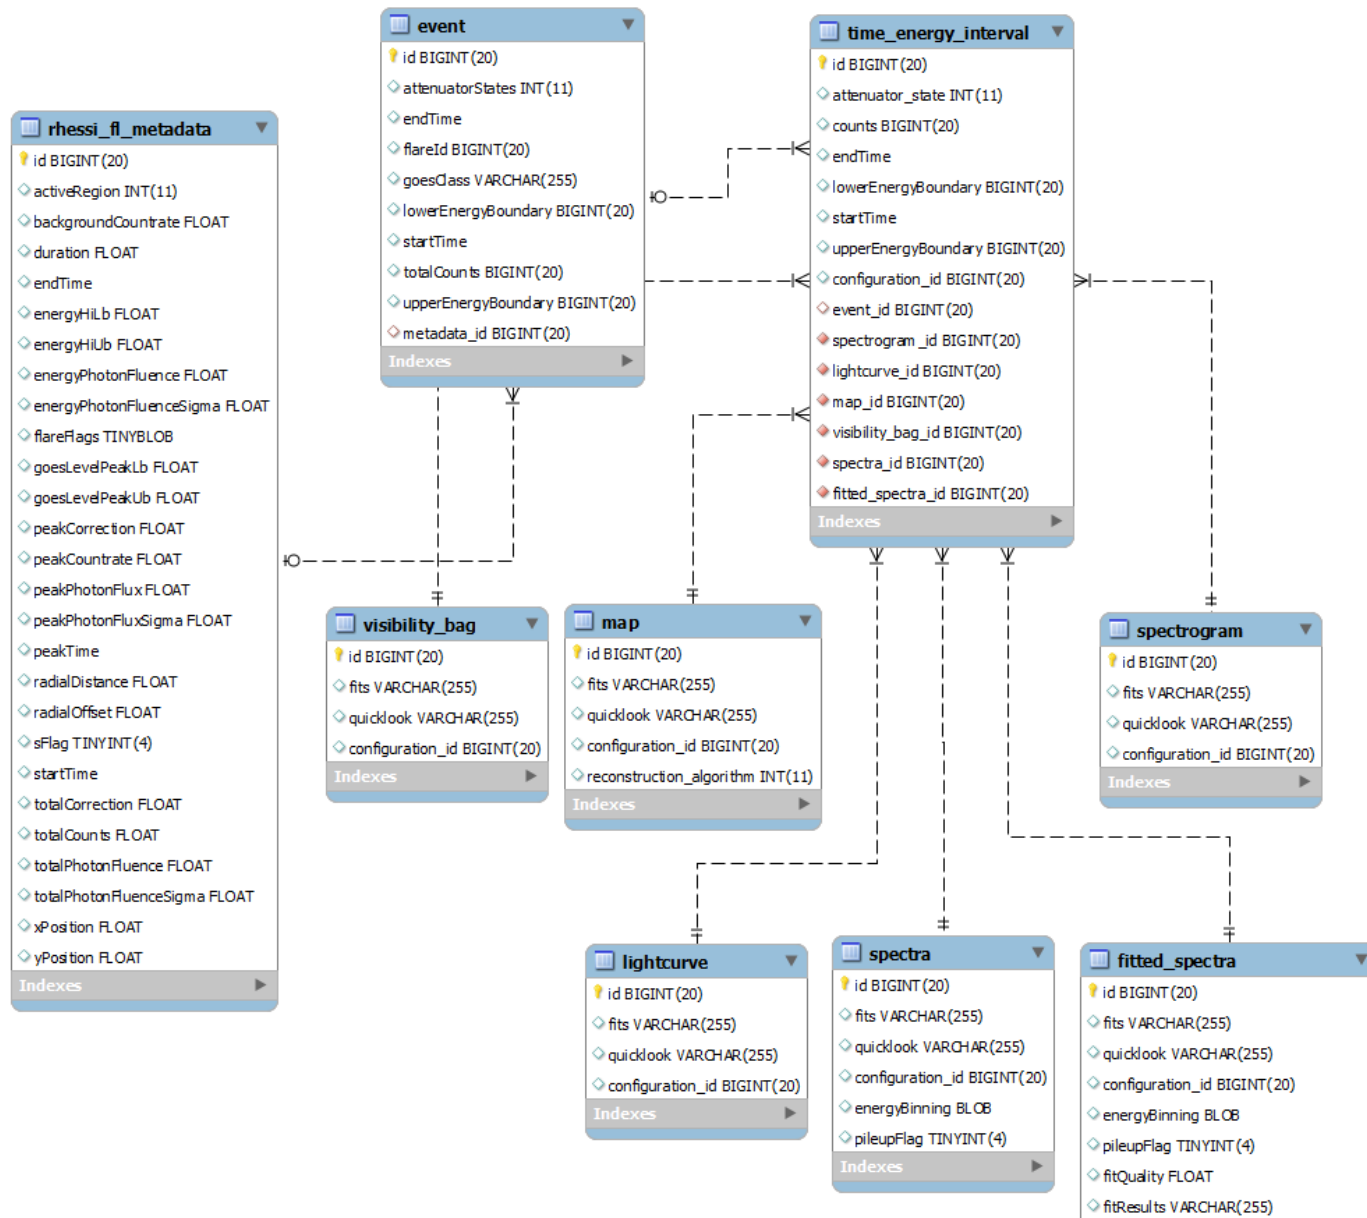 event
id BIGINT(20)
attenuatorStates INT(11)
endTime
flareId BIGINT(20)
goesClass VARCHAR(255)
lowerEnergyBoundary BIGINT(20)
startTime
totalCounts BIGINT(20)
upperEnergyBoundary BIGINT(20)
metadata_id BIGINT(20)
Indexes
time_energy_interval
id BIGINT(20)
attenuator_state INT(11)
counts BIGINT(20)
endTime
lowerEnergyBoundary BIGINT(20)
startTime
upperEnergyBoundary BIGINT(20)
configuration_id BIGINT(20)
event_id BIGINT(20)
spectrogram_id BIGINT(20)
lightcurve_id BIGINT(20)
map_id BIGINT(20)
visibility_bag_id BIGINT(20)
spectra_id BIGINT(20)
fitted_spectra_id BIGINT(20)
Indexes
rhessi_fl_metadata
id BIGINT(20)
activeRegion INT(11)
backgroundCountrate FLOAT
duration FLOAT
endTime
energyHiLb FLOAT
energyHiUb FLOAT
energyPhotonFluence FLOAT
energyPhotonFluenceSigma FLOAT
flareFlags TINYBLOB
goesLevelPeakLb FLOAT
goesLevelPeakUb FLOAT
peakCorrection FLOAT
peakCountrate FLOAT
peakPhotonFlux FLOAT
peakPhotonFluxSigma FLOAT
peakTime
radialDistance FLOAT
radialOffset FLOAT
sFlag TINYINT(4)
startTime
totalCorrection FLOAT
totalCounts FLOAT
totalPhotonFluence FLOAT
totalPhotonFluenceSigma FLOAT
xPosition FLOAT
yPosition FLOAT
Indexes
visibility_bag
id BIGINT(20)
fits VARCHAR(255)
quicklook VARCHAR(255)
configuration_id BIGINT(20)
Indexes
map
id BIGINT(20)
fits VARCHAR(255)
quicklook VARCHAR(255)
configuration_id BIGINT(20)
reconstruction_algorithm INT(11)
Indexes
spectrogram
id BIGINT(20)
fits VARCHAR(255)
quicklook VARCHAR(255)
configuration_id BIGINT(20)
Indexes
lightcurve
id BIGINT(20)
fits VARCHAR(255)
quicklook VARCHAR(255)
configuration_id BIGINT(20)
Indexes
spectra
id BIGINT(20)
fits VARCHAR(255)
quicklook VARCHAR(255)
configuration_id BIGINT(20)
energyBinning BLOB
pileupFlag TINYINT(4)
Indexes
fitted_spectra
id BIGINT(20)
fits VARCHAR(255)
quicklook VARCHAR(255)
configuration_id BIGINT(20)
energyBinning BLOB
pileupFlag TINYINT(4)
fitQuality FLOAT
fitResults VARCHAR(255)